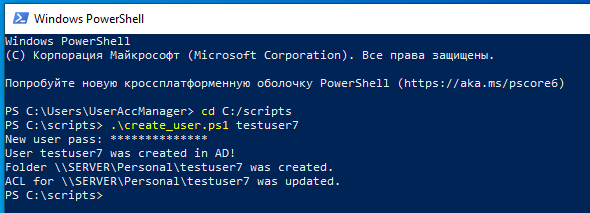 Windows PowerShell
Windows PowerShell
(C) Корпорация Майкрософт (Microsoft Corporation). Все права защищены.
Попробуйте новую кроссплатформенную оболочку PowerShell (https://aka.ms/pscore6)
PS C:\Users\UserAccManager> cd C:/scripts
PS C:\scripts> .\create_user.ps1 testuser7
New user pass: **************
User testuser7 was created in AD!
Folder \\SERVER\Personal\testuser7 was created.
ACL for \\SERVER\Personal\testuser7 was updated.
PS C:\scripts>